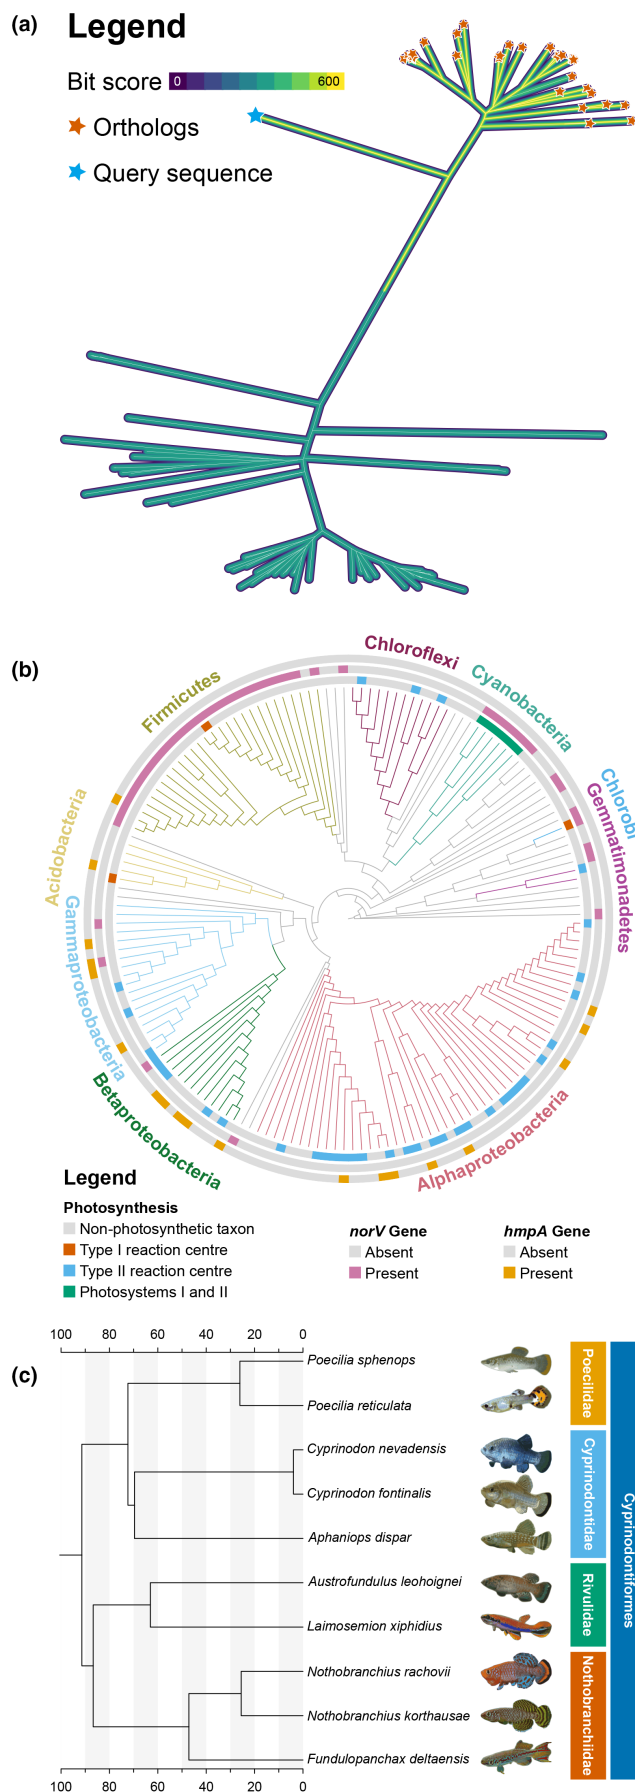 (a)
Legend
Bit score 0 600
Orthologs
Query sequence
(b)
Chloroflexi
Cyanobacteria
Firmicutes
Chlorobi
Gemmatimonadetes
Acidobacteria
Gammaproteobacteria
Betaproteobacteria
Alphaproteobacteria
Legend
Photosynthesis
Non-photosynthetic taxon
Type I reaction centre
Type II reaction centre
Photosystems I and II
norV Gene
Absent
Present
hmpA Gene
Absent
Present
(c)
100 80 60 40 20 0
Poecilia sphenops
Poecilia reticulata
Cyprinodon nevadensis
Cyprinodon fontinalis
Aphaniops dispar
Austrofundulus leohoignei
Laimosemion xiphidius
Nothobranchius rachovii
Nothobranchius korthausae
Fundulopanchax deltaensis
Poecilidae
Cyprinodontidae
Rivulidae
Nothobranchiidae
Cyprinodontiformes
100 80 60 40 20 0